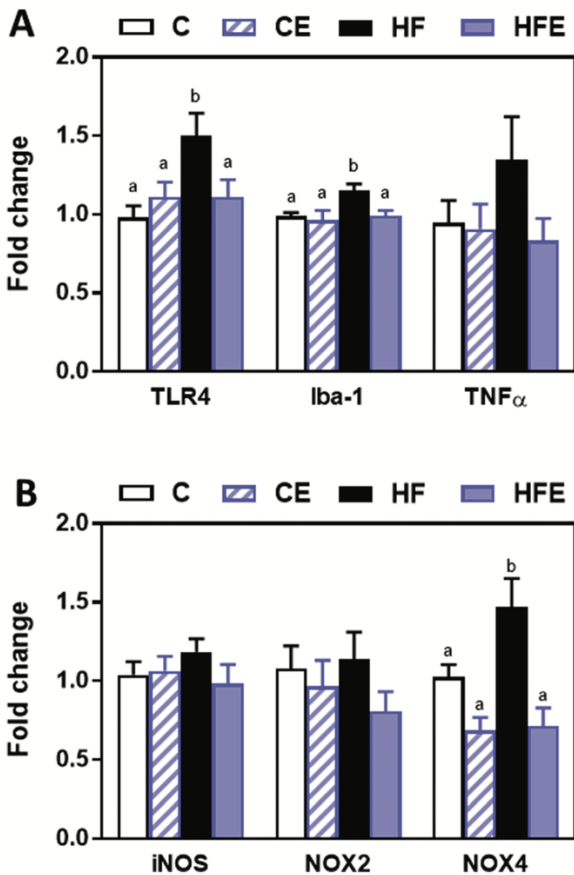 A
C CE HF HFE
2.0
1.5
1.0
0.5
0.0
Fold change
a a b a
a a b a
TLR4 Iba-1 TNFα
B
C CE HF HFE
2.0
1.5
1.0
0.5
0.0
Fold change
a a b a
iNOS NOX2 NOX4